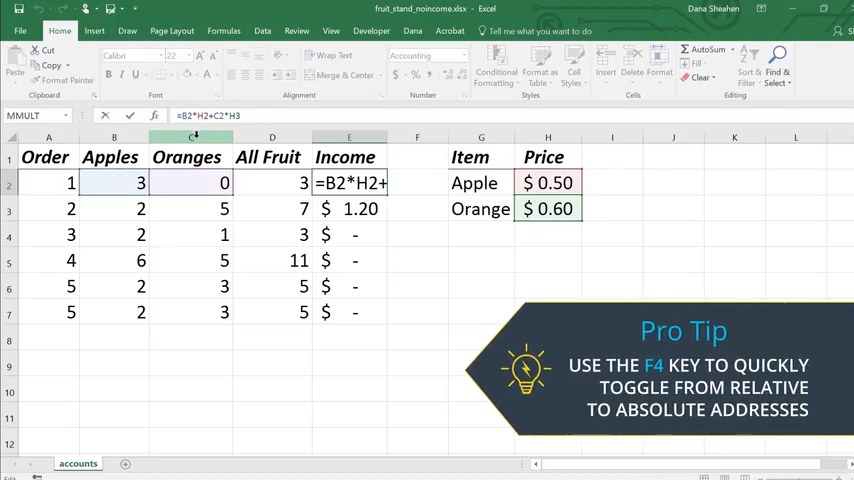 fruit_stand_noincome.xlsx - Excel
Dana Sheahen
File Home Insert Draw Page Layout Formulas Data Review View Developer Dana Acrobat Tell me what you want to do
Cut
Copy
Paste
Format Painter
Calibri 22
Wrap Text
Merge & Center
Accounting
Conditional Formatting
Format as Table
Cell Styles
Insert Delete Format
AutoSum
Clear
Sort & Filter
Find & Select
Clipboard Font Alignment Number Styles Cells Editing
MMULT =B2*H2+C2*H3
A B C D E F G H I J K L
1 Order Apples Oranges All Fruit Income Item Price
2 1 3 0 3 =B2*H2+ Apple $ 0.50
3 2 2 5 7 $ 1.20 Orange $ 0.60
4 3 2 1 3 $ -
5 4 6 5 11 $ -
6 5 2 3 5 $ -
7 5 2 3 5 $ -
8
9
10
11
12
Pro Tip
USE THE F4 KEY TO QUICKLY
TOGGLE FROM RELATIVE
TO ABSOLUTE ADDRESSES
accounts
Edit